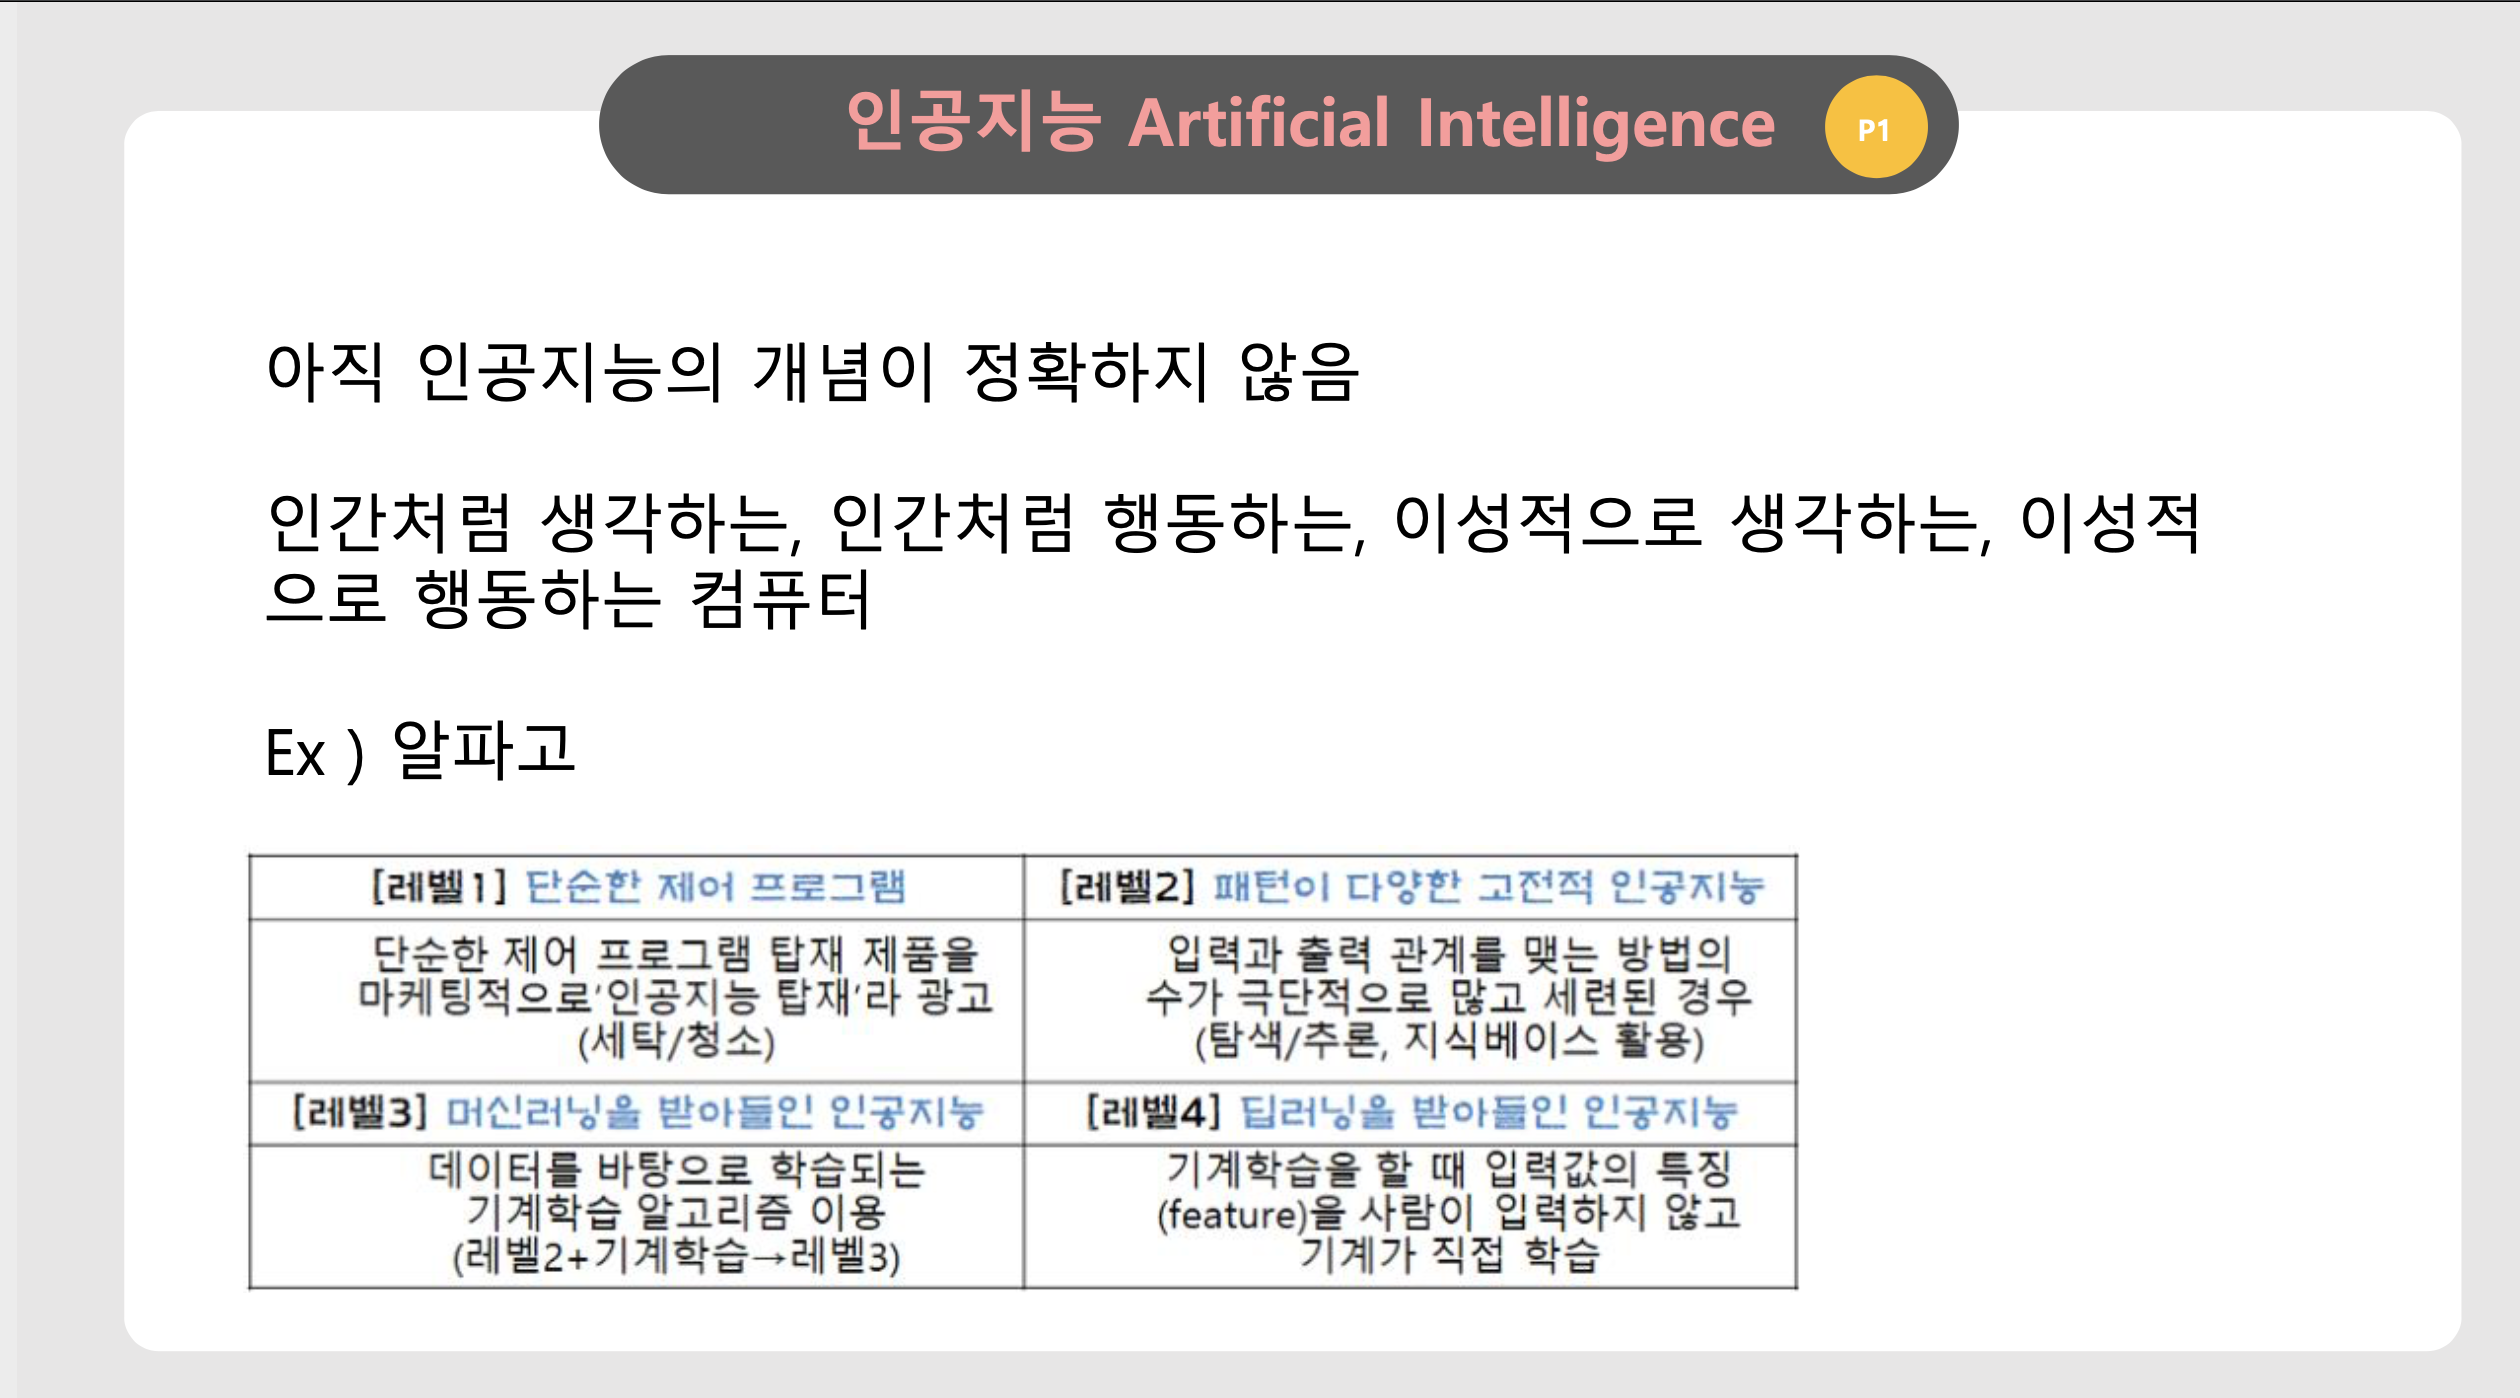 인공지능 Artificial Intelligence
P1
아직 인공지능의 개념이 정확하지 않음
인간처럼 생각하는, 인간처럼 행동하는, 이성적으로 생각하는, 이성적
으로 행동하는 컴퓨터
Ex ) 알파고
[레벨1] 단순한 제어 프로그램
단순한 제어 프로그램 탑재 제품을
마케팅적으로'인공지능 탑재'라 광고
(세탁/청소)
[레벨2] 패턴이 다양한 고전적 인공지능
입력과 출력 관계를 맺는 방법의
수가 극단적으로 많고 세련된 경우
(탐색/추론, 지식베이스 활용)
[레벨3] 머신러닝을 받아들인 인공지능
데이터를 바탕으로 학습되는
기계학습 알고리즘 이용
(레벨2+기계학습→레벨3)
[레벨4] 딥러닝을 받아들인 인공지능
기계학습을 할 때 입력값의 특징
(feature)을 사람이 입력하지 않고
기계가 직접 학습